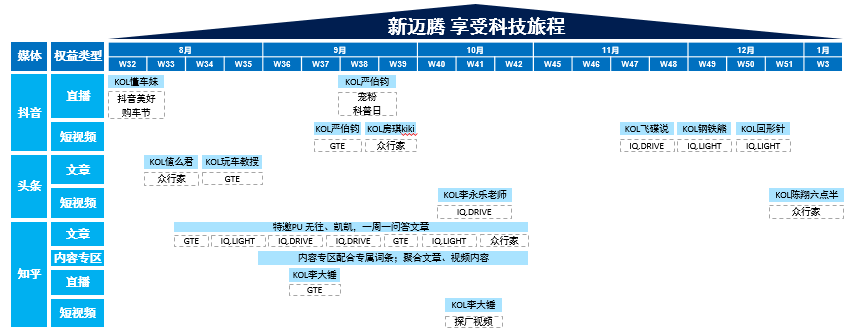 新迈腾 享受科技旅程
媒体 权益类型 8月 9月 10月 11月 12月 1月
W32 W33 W34 W35 W36 W37 W38 W39 W40 W41 W42 W45 W46 W47 W48 W49 W50 W51 W3
抖音
直播
KOL懂车妹
抖音美好
购车节
KOL严伯钧
宠粉
科普日
短视频
KOL严伯钧 KOL房琪kiki KOL飞碟说 KOL钢铁熊 KOL回形针
GTE 众行家 IQ,DRIVE IQ,LIGHT IQ,LIGHT
头条
文章
KOL值么君 KOL玩车教授
众行家 GTE
短视频
KOL李永乐老师 KOL陈翔六点半
IQ,DRIVE 众行家
知乎
文章
特邀PU 无往、凯凯，一周一问答文章
GTE IQ,LIGHT IQ,DRIVE IQ,DRIVE GTE IQ,LIGHT 众行家
内容专区
内容专区配合专属词条；聚合文章、视频内容
直播
KOL李大锤
GTE
短视频
KOL李大锤
探广视频